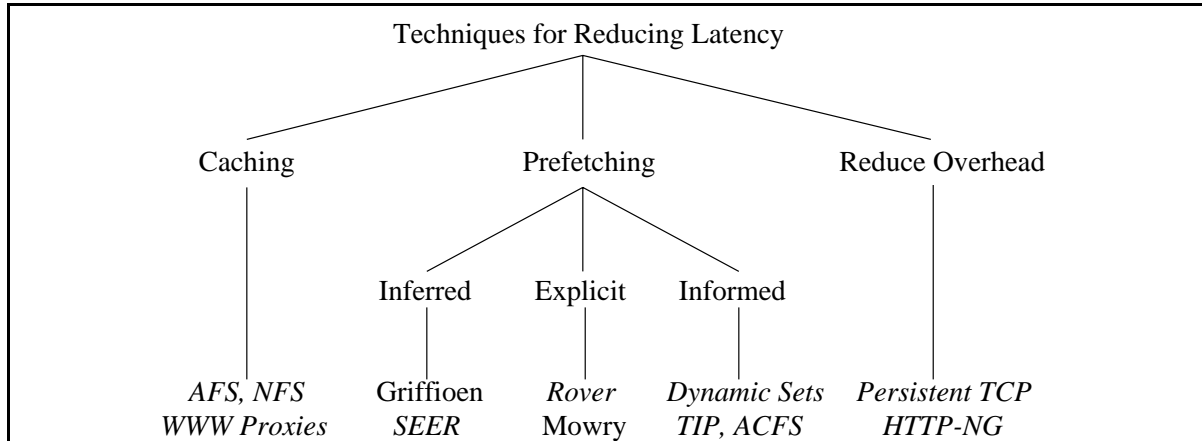 Techniques for Reducing Latency
Caching Prefetching Reduce Overhead
Inferred Explicit Informed
AFS, NFS Griffioen Rover Dynamic Sets Persistent TCP
WWW Proxies SEER Mowry TIP, ACFS HTTP-NG